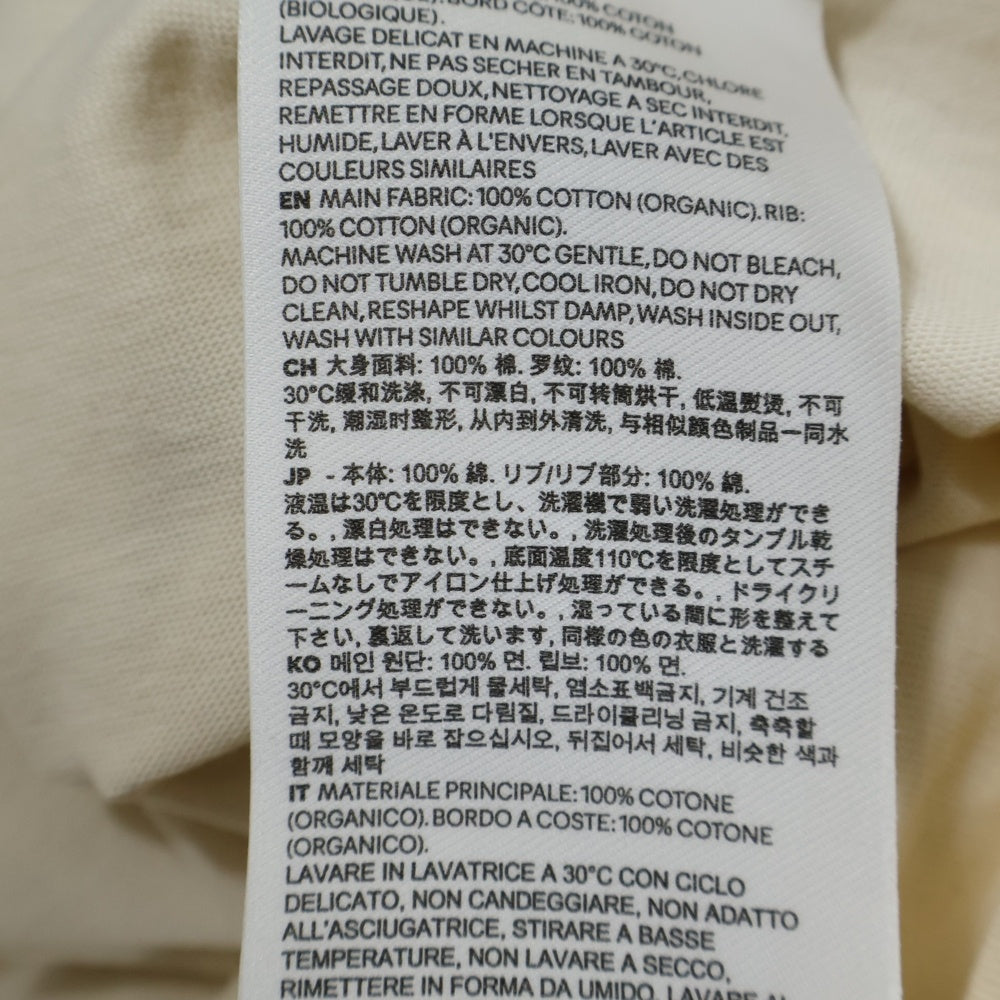 BORD COTE: 100% COTON
(BIOLOGIQUE).
LAVAGE DELICAT EN MACHINE A 30°C, CHLORE
INTERDIT, NE PAS SECHER EN TAMBOUR,
REPASSAGE DOUX, NETTOYAGE A SEC INTERDIT,
REMETTRE EN FORME LORSQUE L'ARTICLE EST
HUMIDE, LAVER À L'ENVERS, LAVER AVEC DES
COULEURS SIMILAIRES
EN MAIN FABRIC: 100% COTTON (ORGANIC). RIB:
100% COTTON (ORGANIC).
MACHINE WASH AT 30°C GENTLE, DO NOT BLEACH,
DO NOT TUMBLE DRY, COOL IRON, DO NOT DRY
CLEAN, RESHAPE WHILST DAMP, WASH INSIDE OUT,
WASH WITH SIMILAR COLOURS
CH 大身面料: 100% 棉. 罗纹: 100% 棉.
30°C缓和洗涤, 不可漂白, 不可转筒烘干, 低温熨烫, 不可
干洗, 潮湿时整形, 从内到外清洗, 与相似颜色制品一同水
洗
JP - 本体: 100% 綿. リブ/リブ部分: 100% 綿.
液温は30°Cを限度とし、洗濯機で弱い洗濯処理ができ
る。, 漂白処理はできない。, 洗濯処理後のタンブル乾
燥処理はできない。, 底面温度110°Cを限度としてスチ
ームなしでアイロン仕上げ処理ができる。, ドライクリ
ーニング処理ができない。, 湿っている間に形を整えて
下さい, 裏返して洗います, 同様の色の衣服と洗濯する
KO 메인 원단: 100% 면. 립브: 100% 면.
30°C에서 부드럽게 물세탁, 염소표백금지, 기계 건조
금지, 낮은 온도로 다림질, 드라이클리닝 금지, 축축할
때 모양을 바로 잡으십시오, 뒤집어서 세탁, 비슷한 색과
함께 세탁
IT MATERIALE PRINCIPALE: 100% COTONE
(ORGANICO). BORDO A COSTE: 100% COTONE
(ORGANICO).
LAVARE IN LAVATRICE A 30°C CON CICLO
DELICATO, NON CANDEGGIARE, NON ADATTO
ALL'ASCIUGATRICE, STIRARE A BASSE
TEMPERATURE, NON LAVARE A SECCO,
RIMETTERE IN FORMA DA UMIDO, LAVARE AL